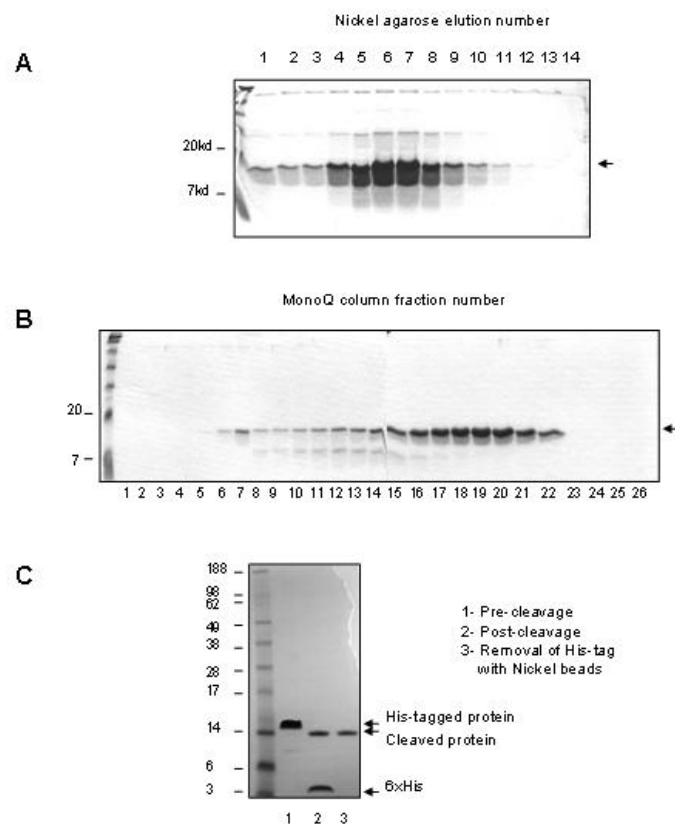 Nickel agarose elution number
A
1 2 3 4 5 6 7 8 9 10 11 12 13 14
20kd
7kd
MonoQ column fraction number
B
20
7
1 2 3 4 5 6 7 8 9 10 11 12 13 14 15 16 17 18 19 20 21 22 23 24 25 26
C
188
98
62
49
38
28
17
14
6
3
1- Pre-cleavage
2- Post-cleavage
3- Removal of His-tag
with Nickel beads
His-tagged protein
Cleaved protein
6xHis
1 2 3